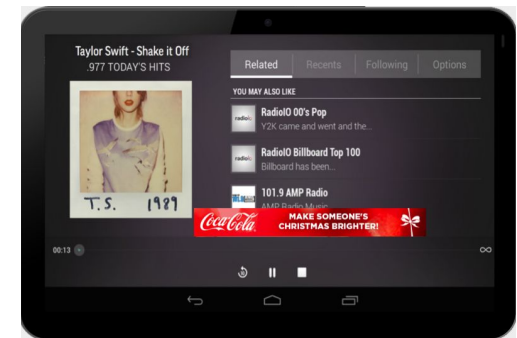 Taylor Swift - Shake it Off
.977 TODAY'S HITS
T.S. 1989
Related Recents Following Options
YOU MAY ALSO LIKE
radioio
RadioIO 00's Pop
Y2K came and went and the...
radioio
RadioIO Billboard Top 100
Billboard has been...
101.9 AMP Radio
AMP Radio Music
Coca-Cola
MAKE SOMEONE'S
CHRISTMAS BRIGHTER!
00:13
∞